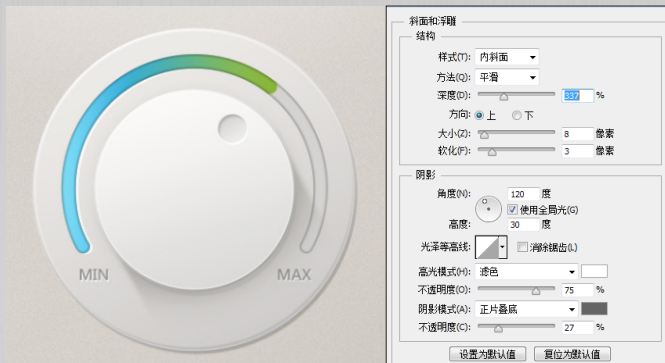 MIN
MAX
斜面和浮雕
结构
样式(T): 内斜面
方法(Q): 平滑
深度(D): 337 %
方向: 上 下
大小(Z): 8 像素
软化(F): 3 像素
阴影
角度(N): 120 度
使用全局光(G)
高度: 30 度
光泽等高线: 消除锯齿(L)
高光模式(H): 滤色
不透明度(O): 75 %
阴影模式(A): 正片叠底
不透明度(C): 27 %
设置为默认值 复位为默认值